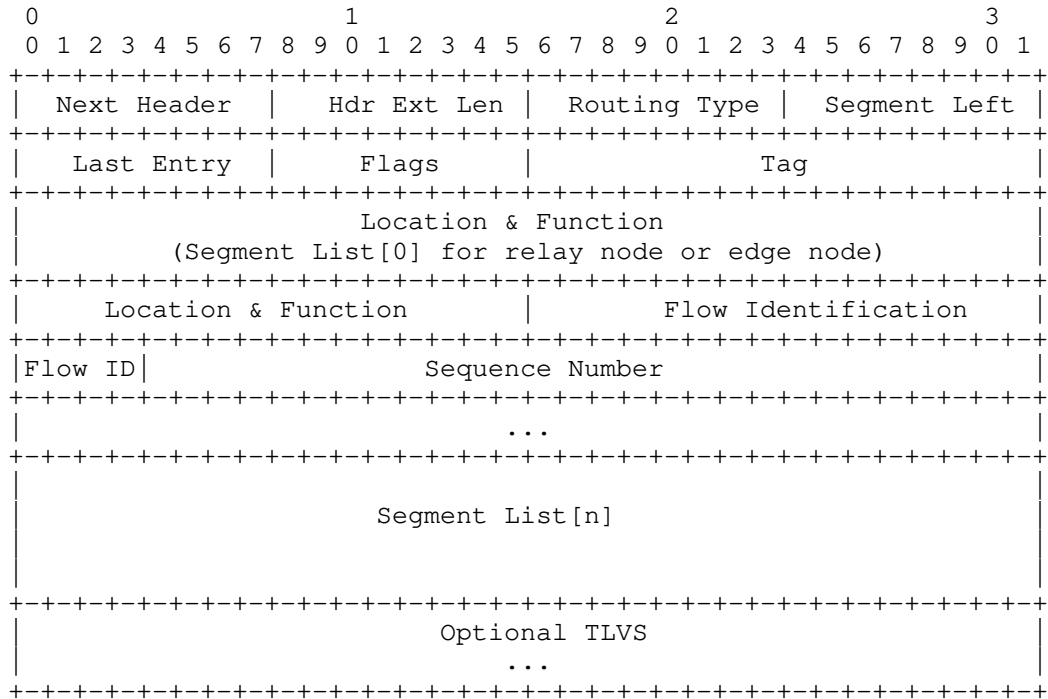 0                   1                   2                   3
 0 1 2 3 4 5 6 7 8 9 0 1 2 3 4 5 6 7 8 9 0 1 2 3 4 5 6 7 8 9 0 1
+-+-+-+-+-+-+-+-+-+-+-+-+-+-+-+-+-+-+-+-+-+-+-+-+-+-+-+-+-+-+-+-+
|  Next Header  |   Hdr Ext Len |  Routing Type |  Segment Left |
+-+-+-+-+-+-+-+-+-+-+-+-+-+-+-+-+-+-+-+-+-+-+-+-+-+-+-+-+-+-+-+-+
|   Last Entry  |     Flags     |              Tag              |
+-+-+-+-+-+-+-+-+-+-+-+-+-+-+-+-+-+-+-+-+-+-+-+-+-+-+-+-+-+-+-+-+
|                     Location & Function                       |
|         (Segment List[0] for relay node or edge node)         |
+-+-+-+-+-+-+-+-+-+-+-+-+-+-+-+-+-+-+-+-+-+-+-+-+-+-+-+-+-+-+-+-+
|     Location & Function       |        Flow Identification    |
+-+-+-+-+-+-+-+-+-+-+-+-+-+-+-+-+-+-+-+-+-+-+-+-+-+-+-+-+-+-+-+-+
|Flow ID|                 Sequence Number                       |
+-+-+-+-+-+-+-+-+-+-+-+-+-+-+-+-+-+-+-+-+-+-+-+-+-+-+-+-+-+-+-+-+
|                              ...                              |
+-+-+-+-+-+-+-+-+-+-+-+-+-+-+-+-+-+-+-+-+-+-+-+-+-+-+-+-+-+-+-+-+
|                                                               |
|                      Segment List[n]                          |
|                                                               |
|                                                               |
+-+-+-+-+-+-+-+-+-+-+-+-+-+-+-+-+-+-+-+-+-+-+-+-+-+-+-+-+-+-+-+-+
|                          Optional TLVS                        |
|                              ...                              |
+-+-+-+-+-+-+-+-+-+-+-+-+-+-+-+-+-+-+-+-+-+-+-+-+-+-+-+-+-+-+-+-+